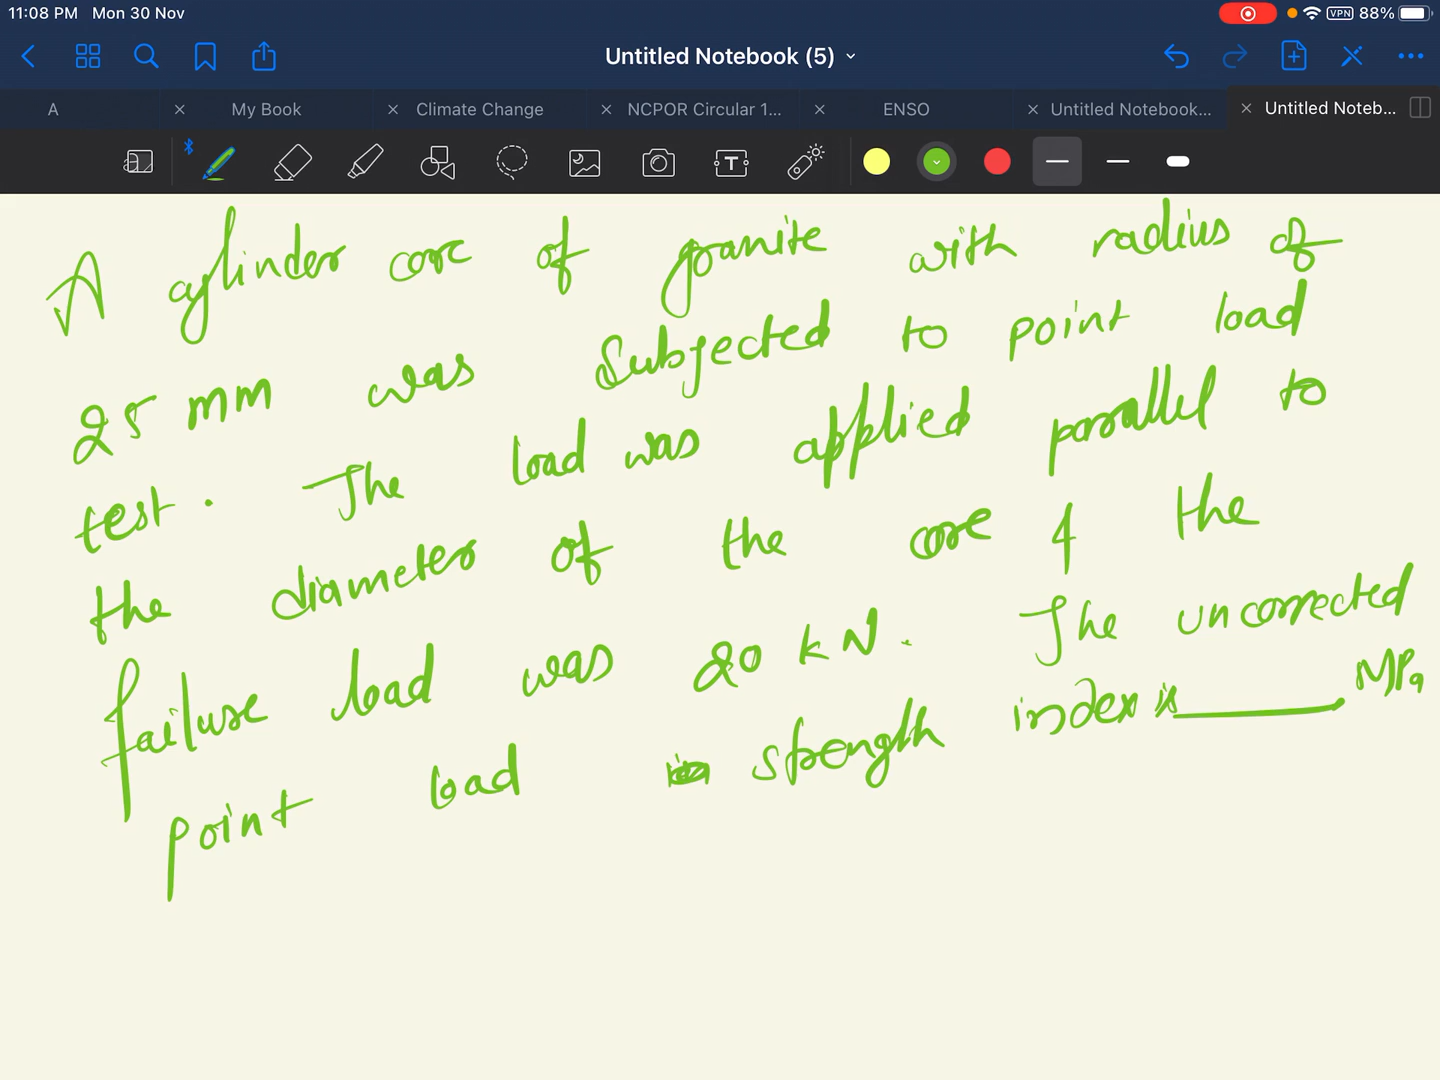 11:08 PM Mon 30 Nov
VPN 88%
Untitled Notebook (5)
A
My Book
Climate Change
NCPOR Circular 1...
ENSO
Untitled Notebook...
Untitled Noteb...
A cylinder core of granite with radius of
25 mm was subjected to point load
test. The load was applied parallel to
the diameter of the core & the
failure load was 20 kN. The uncorrected
point load strength index is ______ MPa